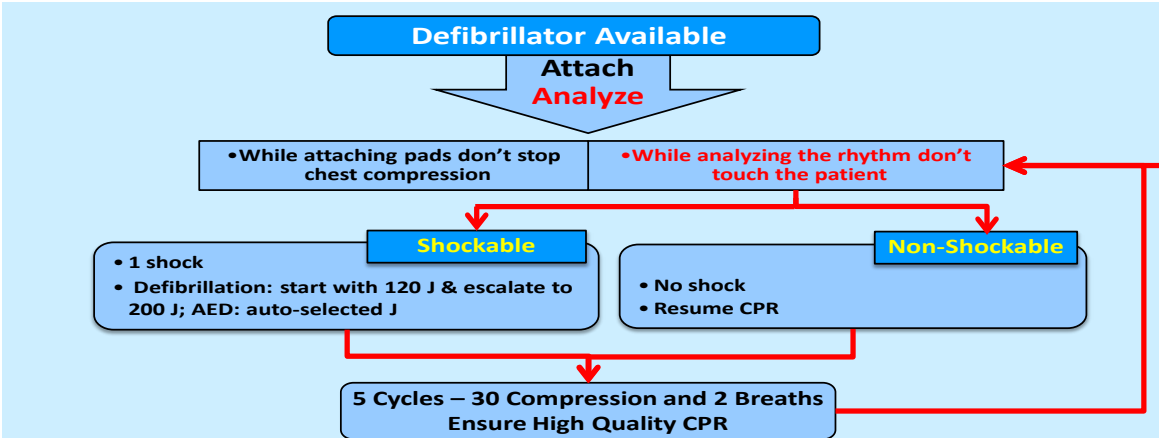 Defibrillator Available
Attach
Analyze
•While attaching pads don't stop
chest compression
•While analyzing the rhythm don't
touch the patient
Shockable
• 1 shock
• Defibrillation: start with 120 J & escalate to
200 J; AED: auto-selected J
Non-Shockable
• No shock
• Resume CPR
5 Cycles – 30 Compression and 2 Breaths
Ensure High Quality CPR